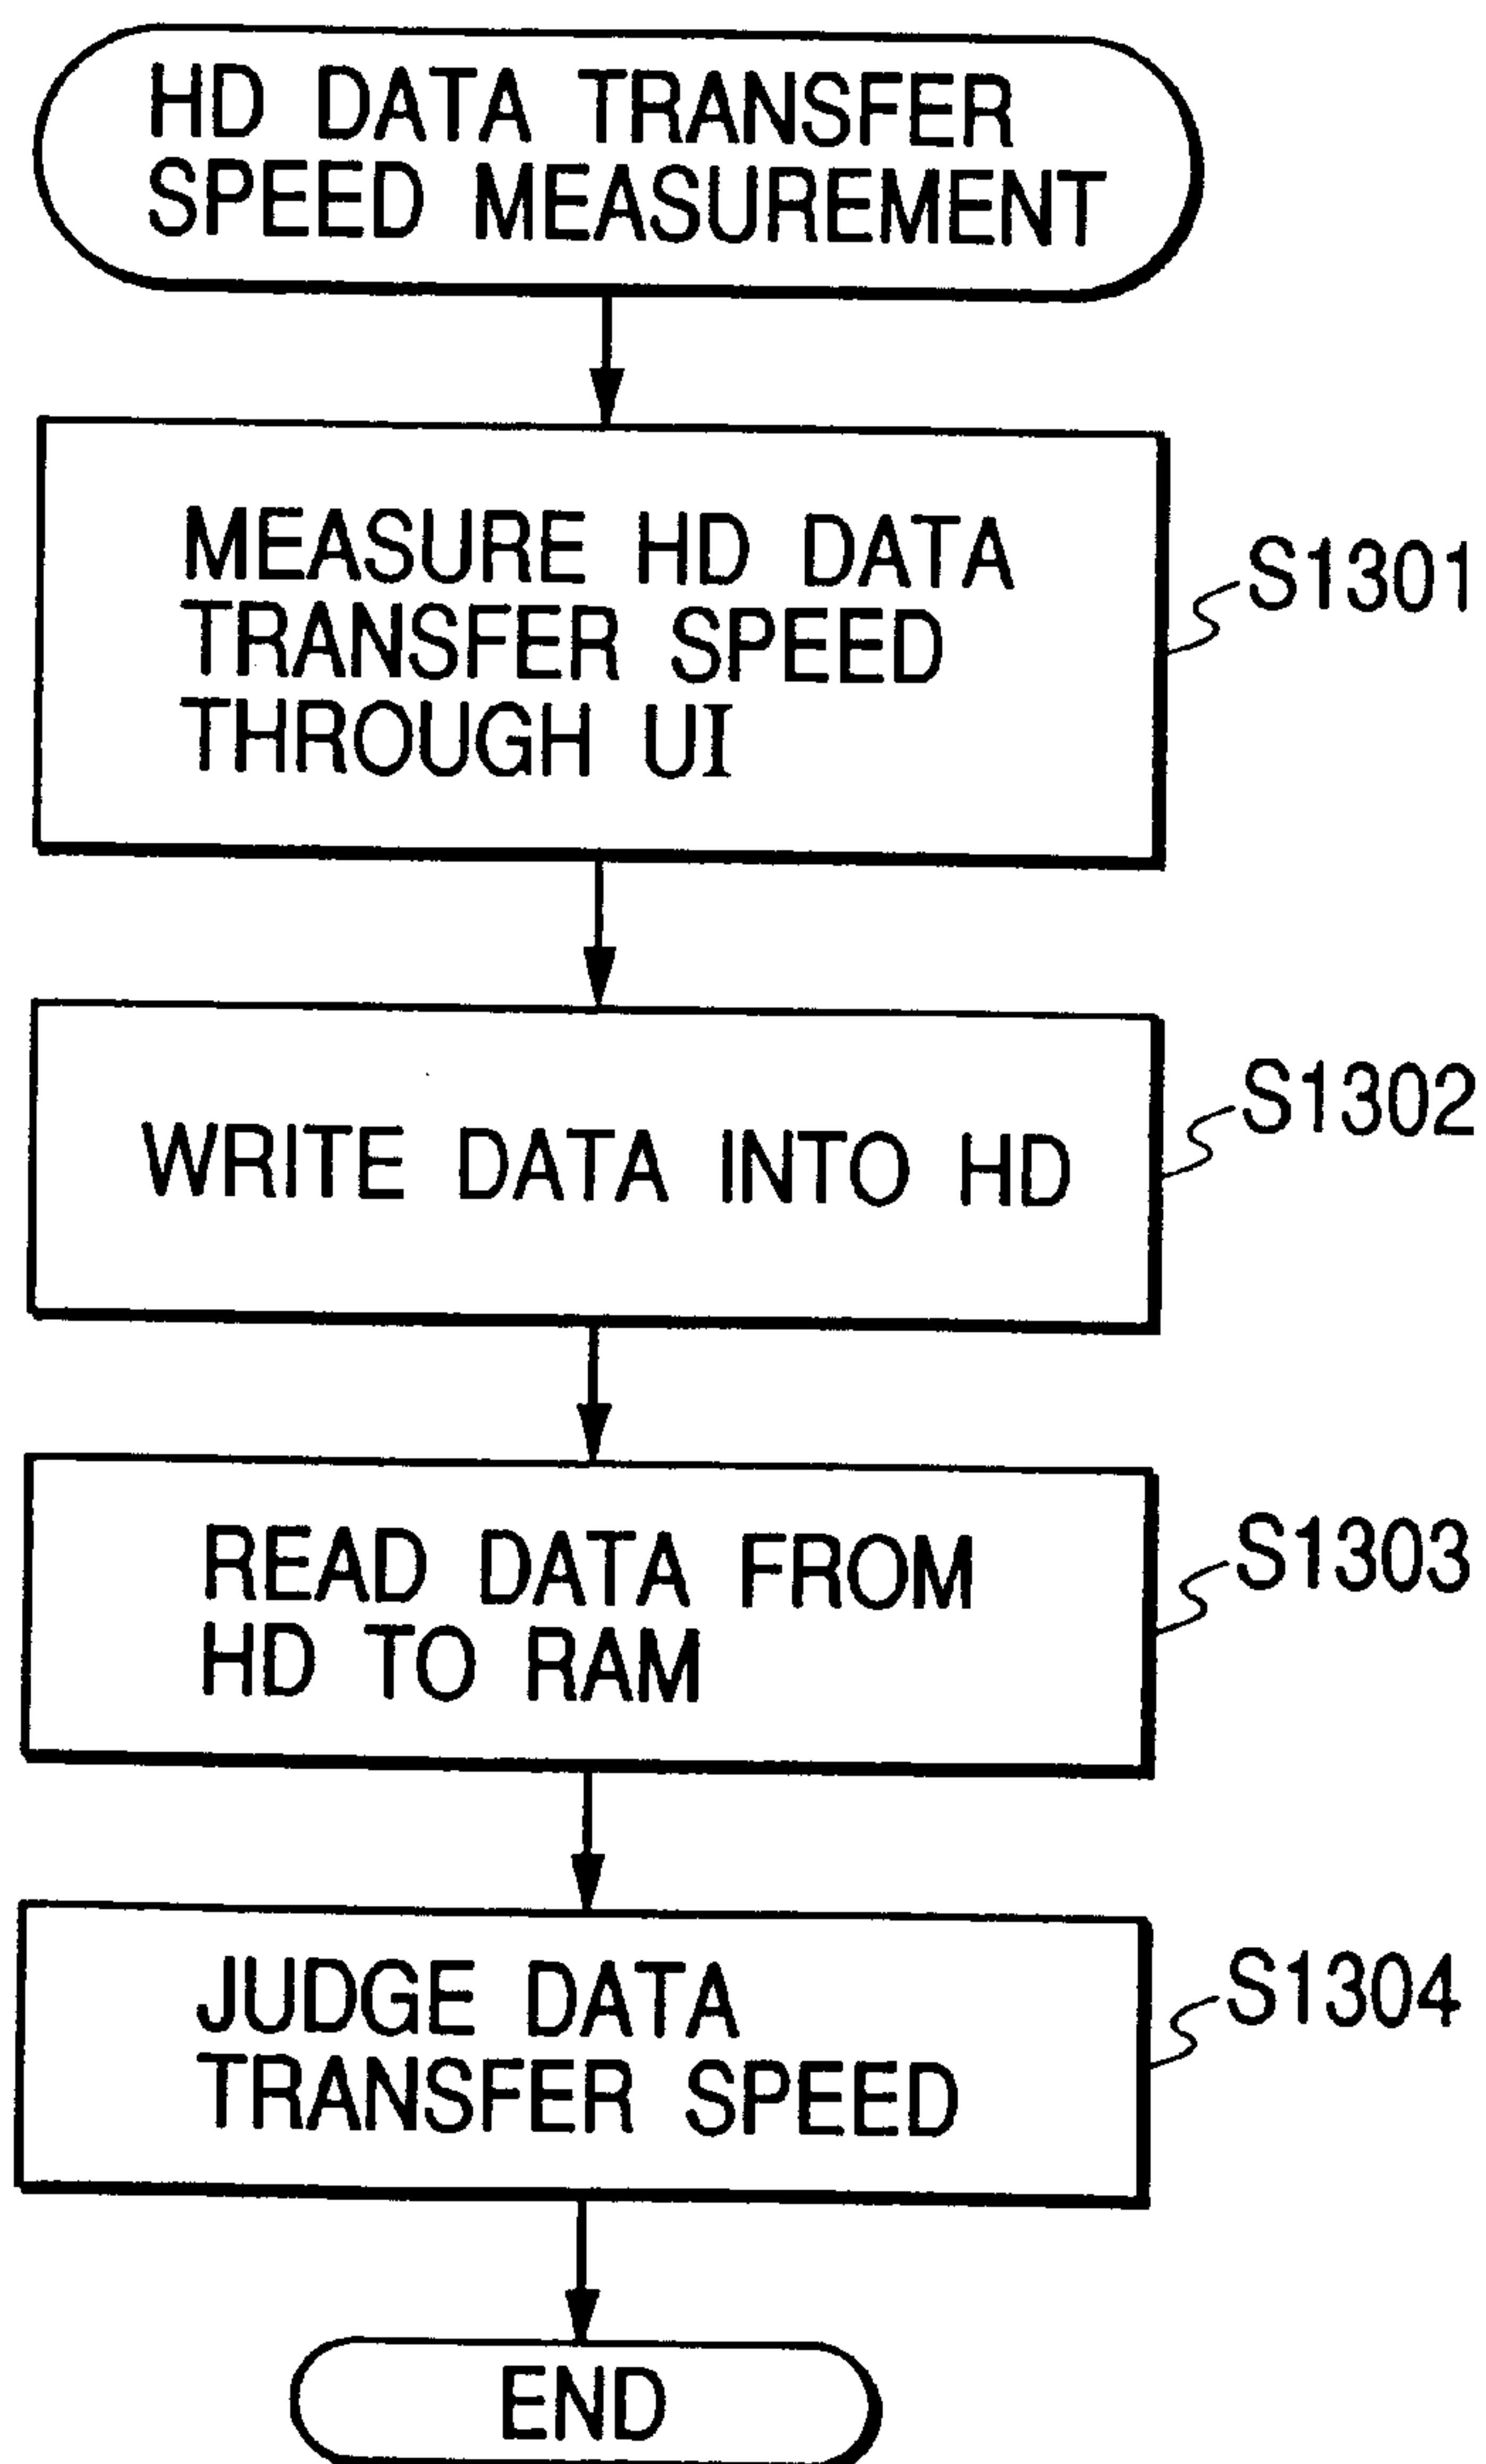 HD DATA TRANSFER
SPEED MEASUREMENT
MEASURE HD DATA
TRANSFER SPEED
THROUGH UI
S1301
WRITE DATA INTO HD
S1302
READ DATA FROM
HD TO RAM
S1303
JUDGE DATA
TRANSFER SPEED
S1304
END